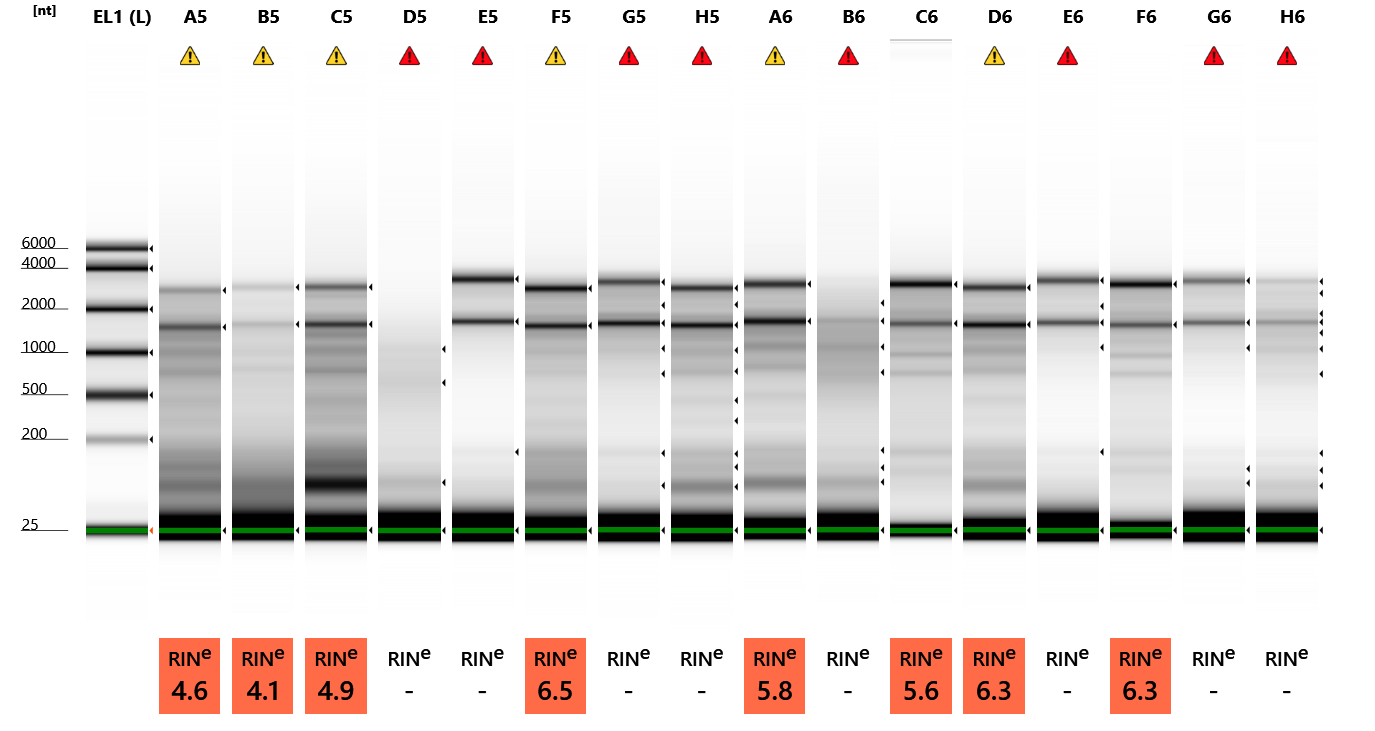 [nt] EL1 (L) A5 B5 C5 D5 E5 F5 G5 H5 A6 B6 C6 D6 E6 F6 G6 H6
6000
4000
2000
1000
500
200
25
RINe RINe RINe RINe RINe RINe RINe RINe RINe RINe RINe RINe RINe RINe RINe RINe
4.6 4.1 4.9 - - 6.5 - - 5.8 - 5.6 6.3 - 6.3 - -